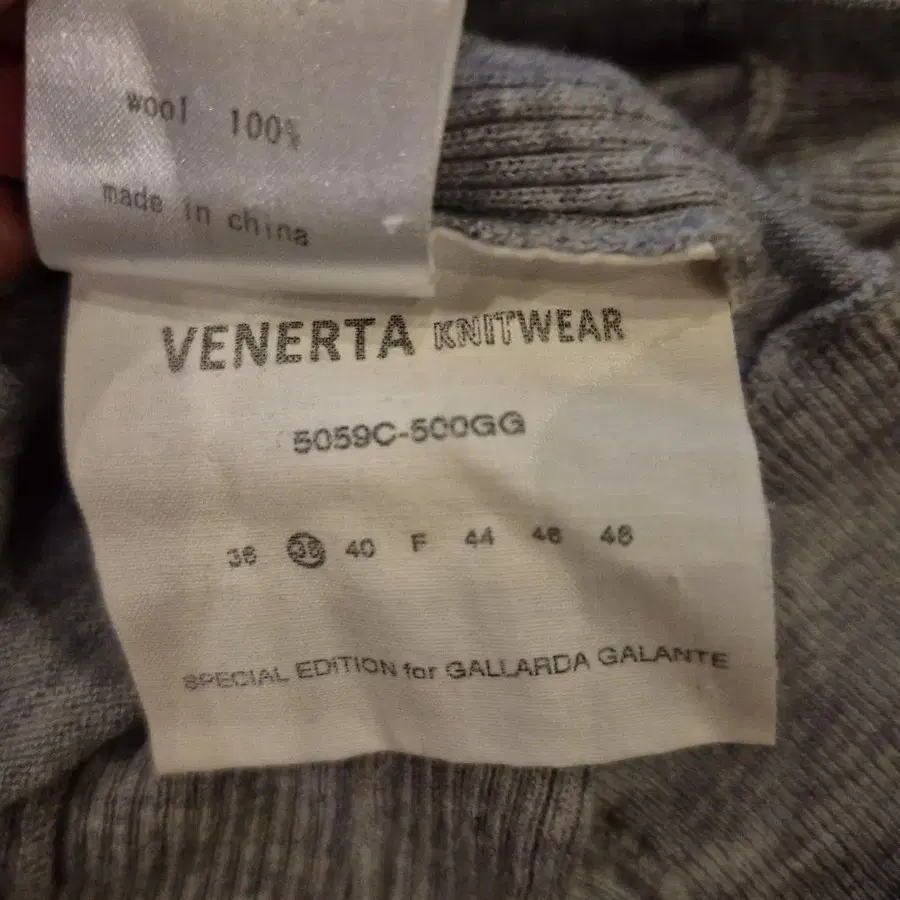 wool 100%
made in china
VENERTA KNITWEAR
5059C-500GG
36 38 40 F 44 46 48
SPECIAL EDITION for GALLARDA GALANTE